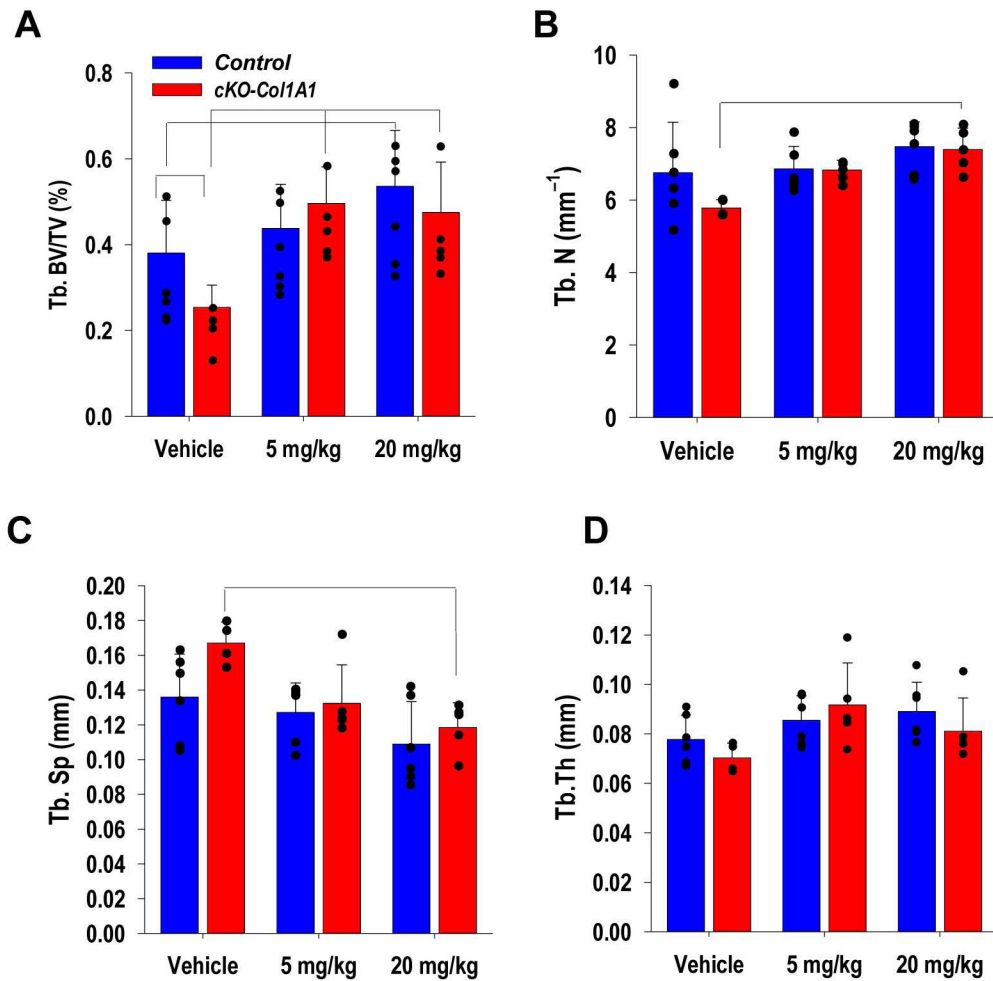 A
Control
cKO-Col1A1
Tb. BV/TV (%)
0.8
0.6
0.4
0.2
0.0
Vehicle 5 mg/kg 20 mg/kg
B
Tb. N (mm⁻¹)
10
8
6
4
2
0
Vehicle 5 mg/kg 20 mg/kg
C
Tb. Sp (mm)
0.20
0.18
0.16
0.14
0.12
0.10
0.08
0.06
0.04
0.02
0.00
Vehicle 5 mg/kg 20 mg/kg
D
Tb.Th (mm)
0.14
0.12
0.10
0.08
0.06
0.04
0.02
0.00
Vehicle 5 mg/kg 20 mg/kg